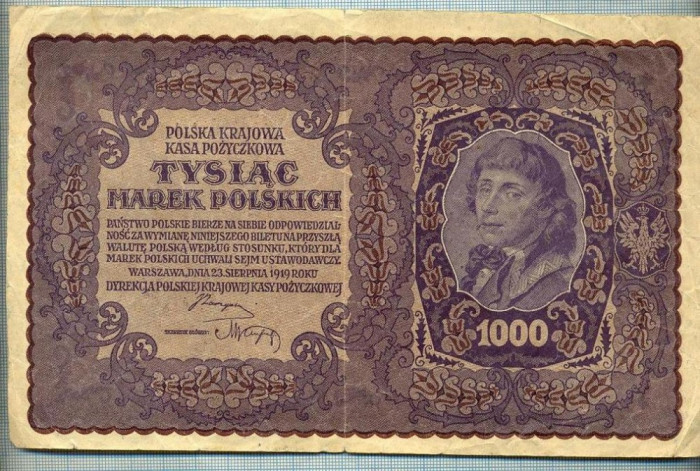 POLSKA KRAJOWA
KASA POŻYCZKOWA
TYSIĄC
MAREK POLSKICH
PAŃSTWO POLSKIE BIERZE NA SIEBIE ODPOWIEDZIAL-
NOŚĆ ZA WYMIANĘ NINIEJSZEGO BILETU NA PRZYSZŁĄ
WALUTĘ POLSKĄ WEDŁUG STOSUNKU, KTÓRY DLA
MAREK POLSKICH UCHWALI SEJM USTAWODAWCZY.
WARSZAWA, DNIA 23. SIERPNIA 1919 ROKU
DYREKCJA POLSKIEJ KRAJOWEJ KASY POŻYCZKOWEJ
1000